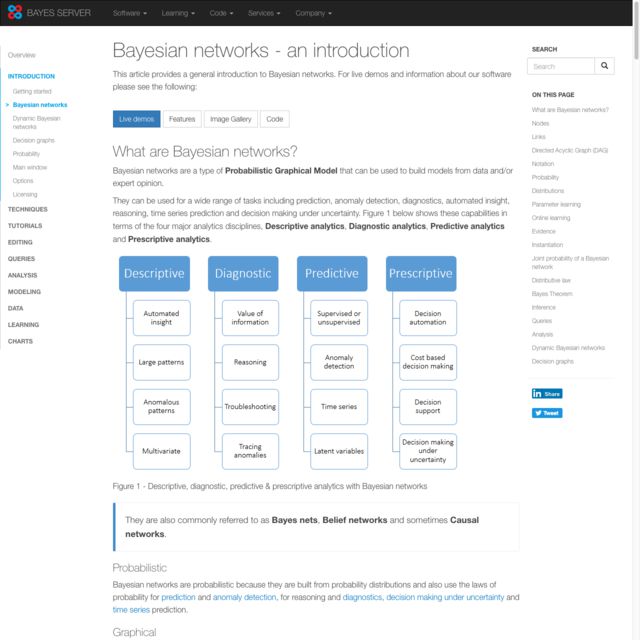 BAYES SERVER
Software Learning Code Services Company
Overview
INTRODUCTION
Getting started
> Bayesian networks
Dynamic Bayesian
networks
Decision graphs
Probability
Main window
Options
Licensing
TECHNIQUES
TUTORIALS
EDITING
QUERIES
ANALYSIS
MODELING
DATA
LEARNING
CHARTS
Bayesian networks - an introduction
This article provides a general introduction to Bayesian networks. For live demos and information about our software
please see the following:
Live demos Features Image Gallery Code
What are Bayesian networks?
Bayesian networks are a type of Probabilistic Graphical Model that can be used to build models from data and/or
expert opinion.
They can be used for a wide range of tasks including prediction, anomaly detection, diagnostics, automated insight,
reasoning, time series prediction and decision making under uncertainty. Figure 1 below shows these capabilities in
terms of the four major analytics disciplines, Descriptive analytics, Diagnostic analytics, Predictive analytics
and Prescriptive analytics.
Descriptive
Automated
insight
Large patterns
Anomalous
patterns
Multivariate
Diagnostic
Value of
information
Reasoning
Troubleshooting
Tracing
anomalies
Predictive
Supervised or
unsupervised
Anomaly
detection
Time series
Latent variables
Prescriptive
Decision
automation
Cost based
decision making
Decision
support
Decision making
under
uncertainty
Figure 1 - Descriptive, diagnostic, predictive & prescriptive analytics with Bayesian networks
They are also commonly referred to as Bayes nets, Belief networks and sometimes Causal
networks.
Probabilistic
Bayesian networks are probabilistic because they are built from probability distributions and also use the laws of
probability for prediction and anomaly detection, for reasoning and diagnostics, decision making under uncertainty and
time series prediction.
Graphical
SEARCH
Search
ON THIS PAGE
What are Bayesian networks?
Nodes
Links
Directed Acyclic Graph (DAG)
Notation
Probability
Distributions
Parameter learning
Online learning
Evidence
Instantiation
Joint probability of a Bayesian
network
Distributive law
Bayes Theorem
Inference
Queries
Analysis
Dynamic Bayesian networks
Decision graphs
in Share
Tweet